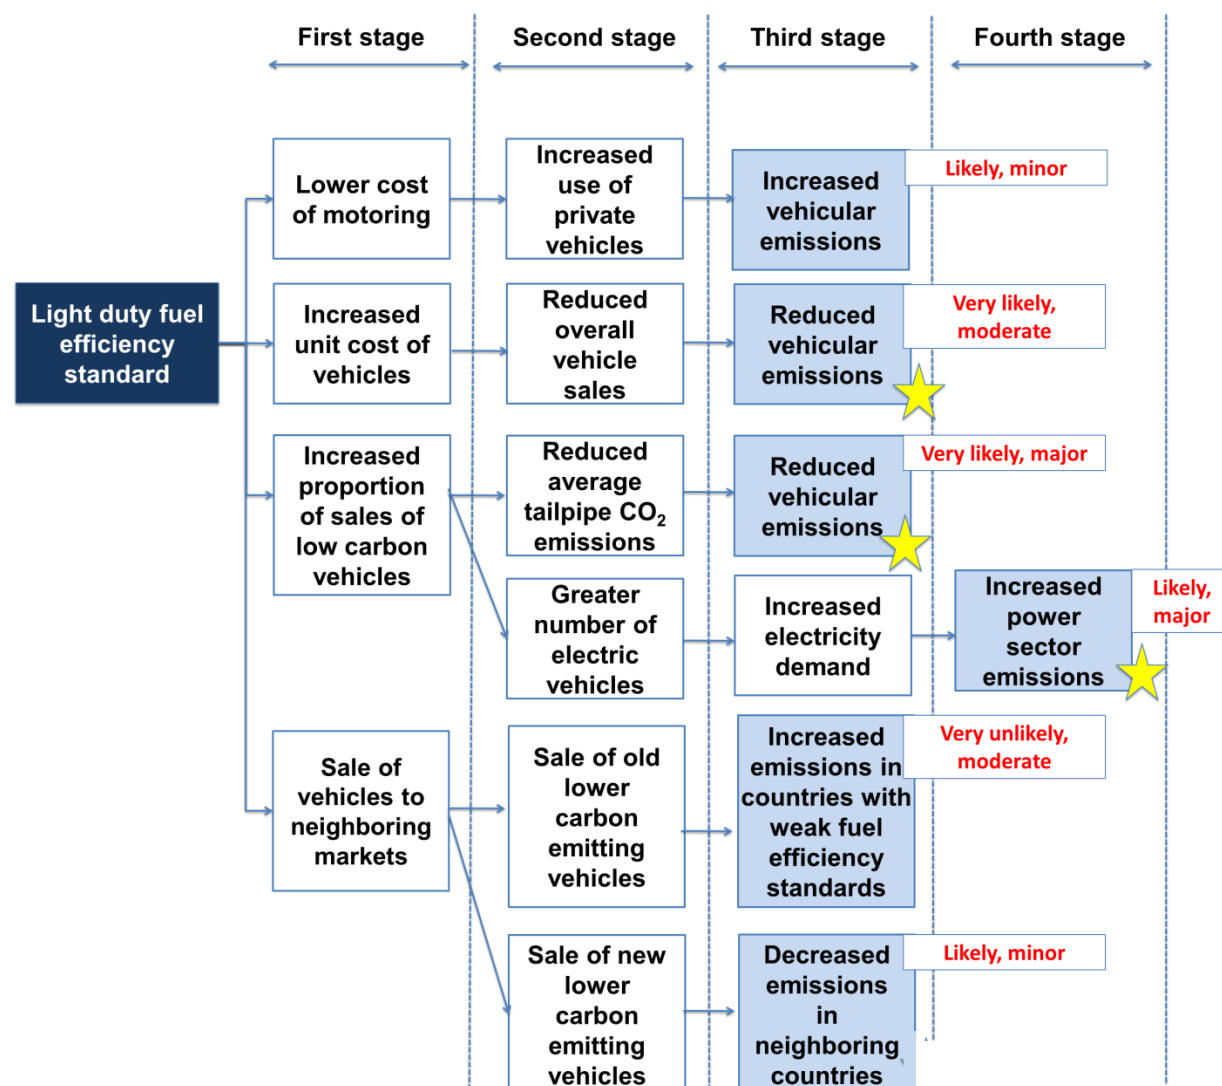 First stage
Second stage
Third stage
Fourth stage
Light duty fuel
efficiency
standard
Lower cost
of motoring
Increased
use of
private
vehicles
Increased
vehicular
emissions
Likely, minor
Increased
unit cost of
vehicles
Reduced
overall
vehicle
sales
Reduced
vehicular
emissions
Very likely,
moderate
Increased
proportion
of sales of
low carbon
vehicles
Reduced
average
tailpipe CO₂
emissions
Reduced
vehicular
emissions
Very likely, major
Greater
number of
electric
vehicles
Increased
electricity
demand
Increased
power
sector
emissions
Likely,
major
Sale of
vehicles to
neighboring
markets
Sale of old
lower
carbon
emitting
vehicles
Increased
emissions in
countries with
weak fuel
efficiency
standards
Very unlikely,
moderate
Sale of new
lower
carbon
emitting
vehicles
Decreased
emissions
in
neighboring
countries
Likely, minor